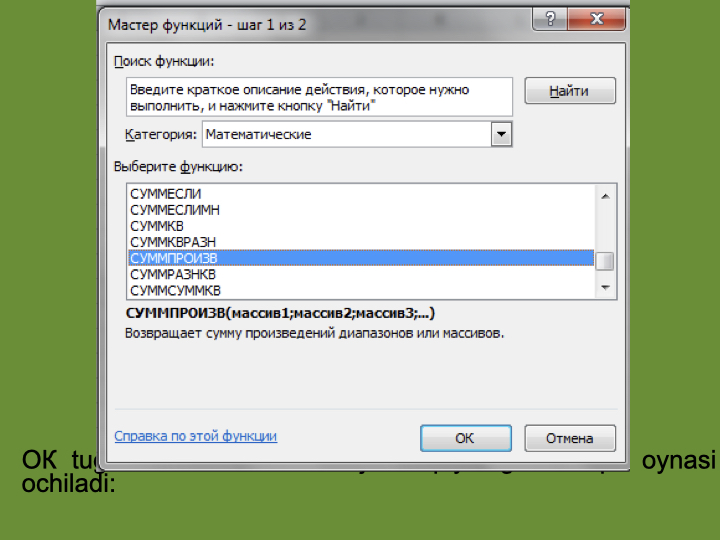 Мастер функций - шаг 1 из 2
Поиск функции:
Введите краткое описание действия, которое нужно
выполнить, и нажмите кнопку "Найти"
Найти
Категория: Математические
Выберите функцию:
СУММЕСЛИ
СУММЕСЛИМН
СУММКВ
СУММКВРАЗН
СУММПРОИЗВ
СУММРАЗНКВ
СУММСУММКВ
СУММПРОИЗВ(массив1;массив2;массив3;...)
Возвращает сумму произведений диапазонов или массивов.
Справка по этой функции
ОК
Отмена
OK oynasi
ochiladi: